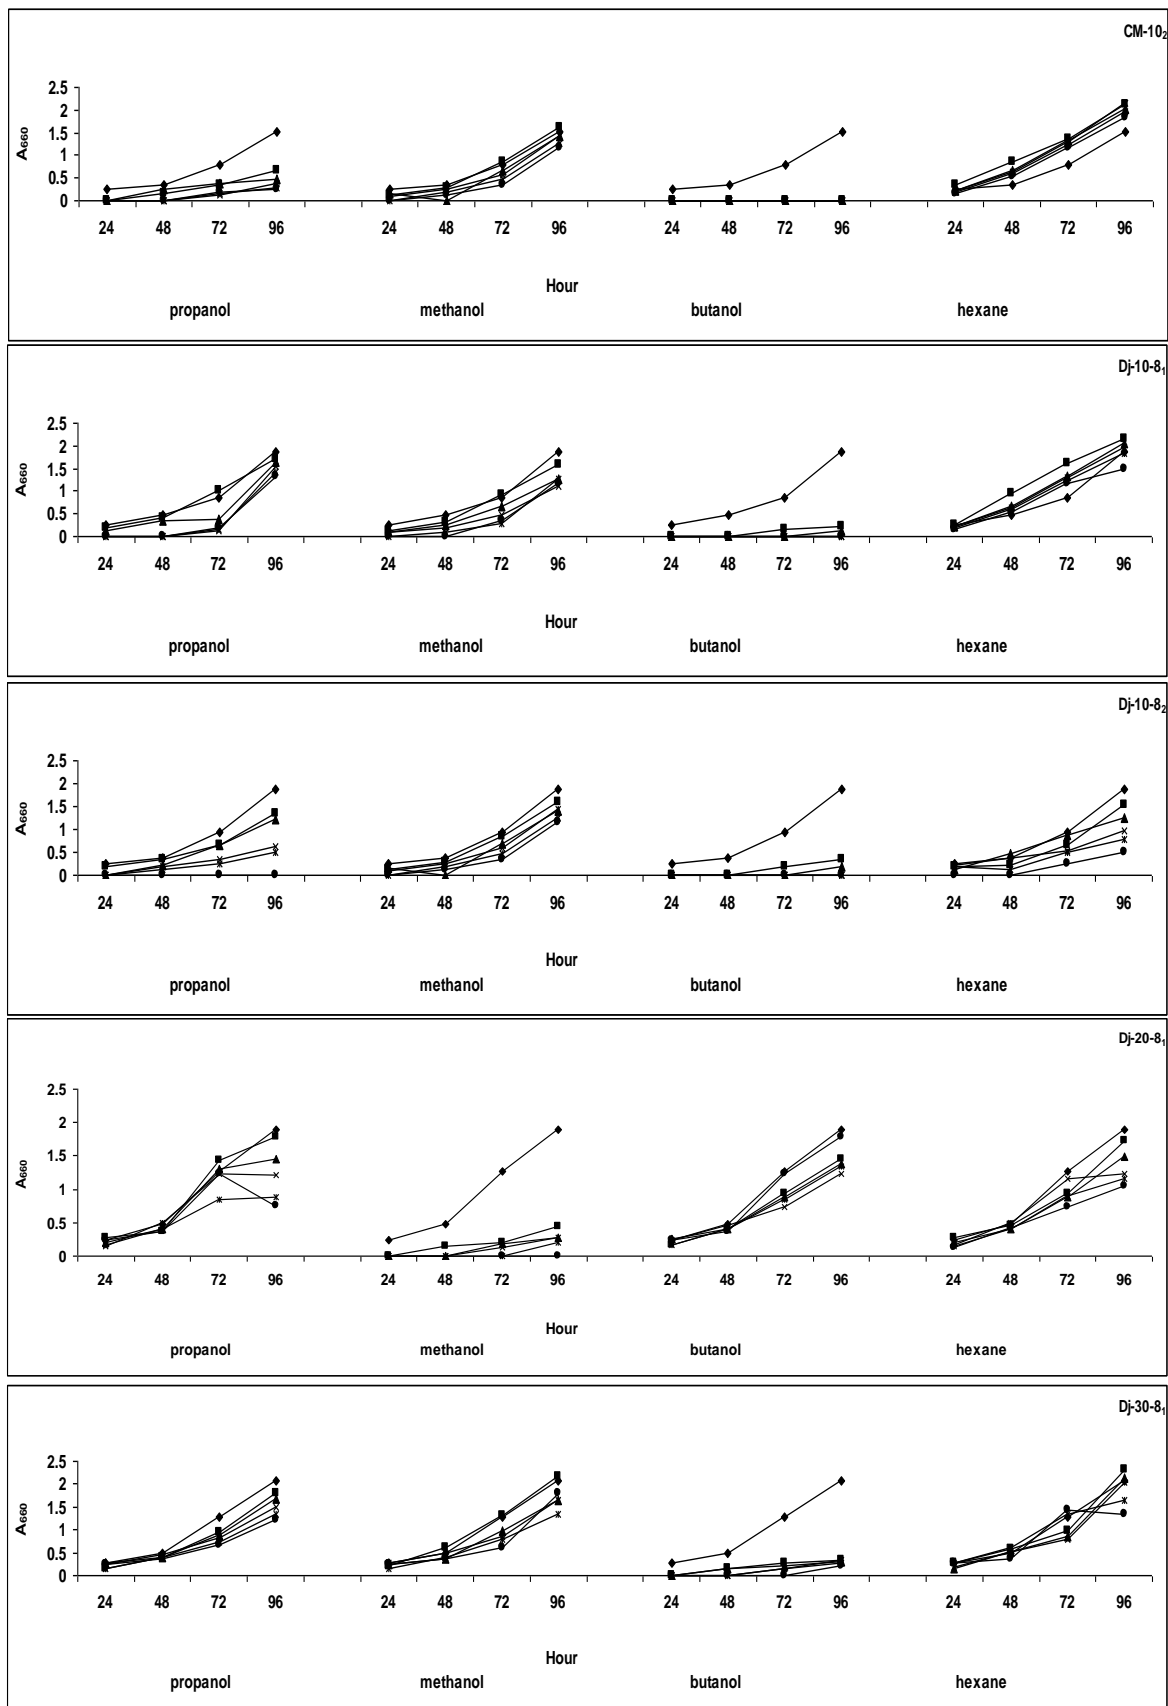 CM-10₂
2.5
2
1.5
1
0.5
0
A₆₆₀
24 48 72 96 24 48 72 96 24 48 72 96 24 48 72 96
Hour
propanol methanol butanol hexane
Dj-10-8₁
2.5
2
1.5
1
0.5
0
A₆₆₀
24 48 72 96 24 48 72 96 24 48 72 96 24 48 72 96
Hour
propanol methanol butanol hexane
Dj-10-8₂
2.5
2
1.5
1
0.5
0
A₆₆₀
24 48 72 96 24 48 72 96 24 48 72 96 24 48 72 96
Hour
propanol methanol butanol hexane
Dj-20-8₁
2.5
2
1.5
1
0.5
0
A₆₆₀
24 48 72 96 24 48 72 96 24 48 72 96 24 48 72 96
Hour
propanol methanol butanol hexane
Dj-30-8₁
2.5
2
1.5
1
0.5
0
A₆₆₀
24 48 72 96 24 48 72 96 24 48 72 96 24 48 72 96
Hour
propanol methanol butanol hexane